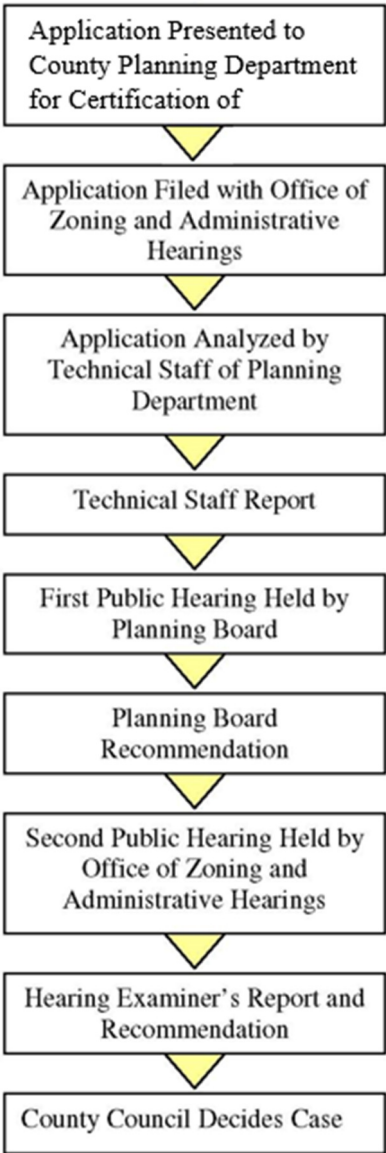 Application Presented to
County Planning Department
for Certification of
Application Filed with Office of
Zoning and Administrative
Hearings
Application Analyzed by
Technical Staff of Planning
Department
Technical Staff Report
First Public Hearing Held by
Planning Board
Planning Board
Recommendation
Second Public Hearing Held by
Office of Zoning and
Administrative Hearings
Hearing Examiner's Report and
Recommendation
County Council Decides Case